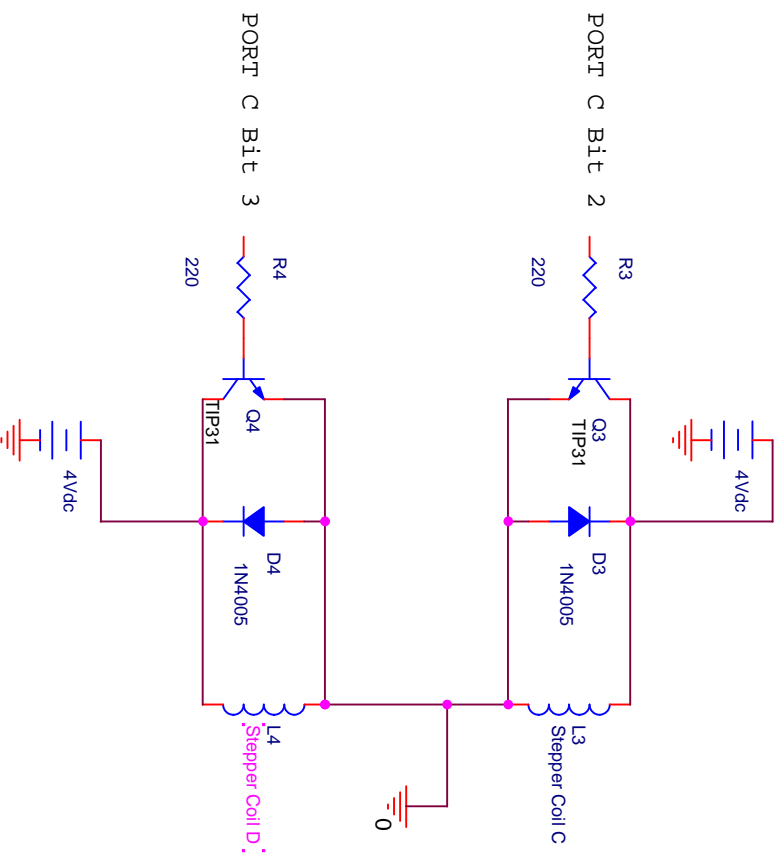 PORT C Bit 2
R3
220
Q3
TIP31
4Vdc
D3
1N4005
L3
Stepper Coil C
PORT C Bit 3
R4
220
Q4
TIP31
4Vdc
D4
1N4005
L4
Stepper Coil D
0